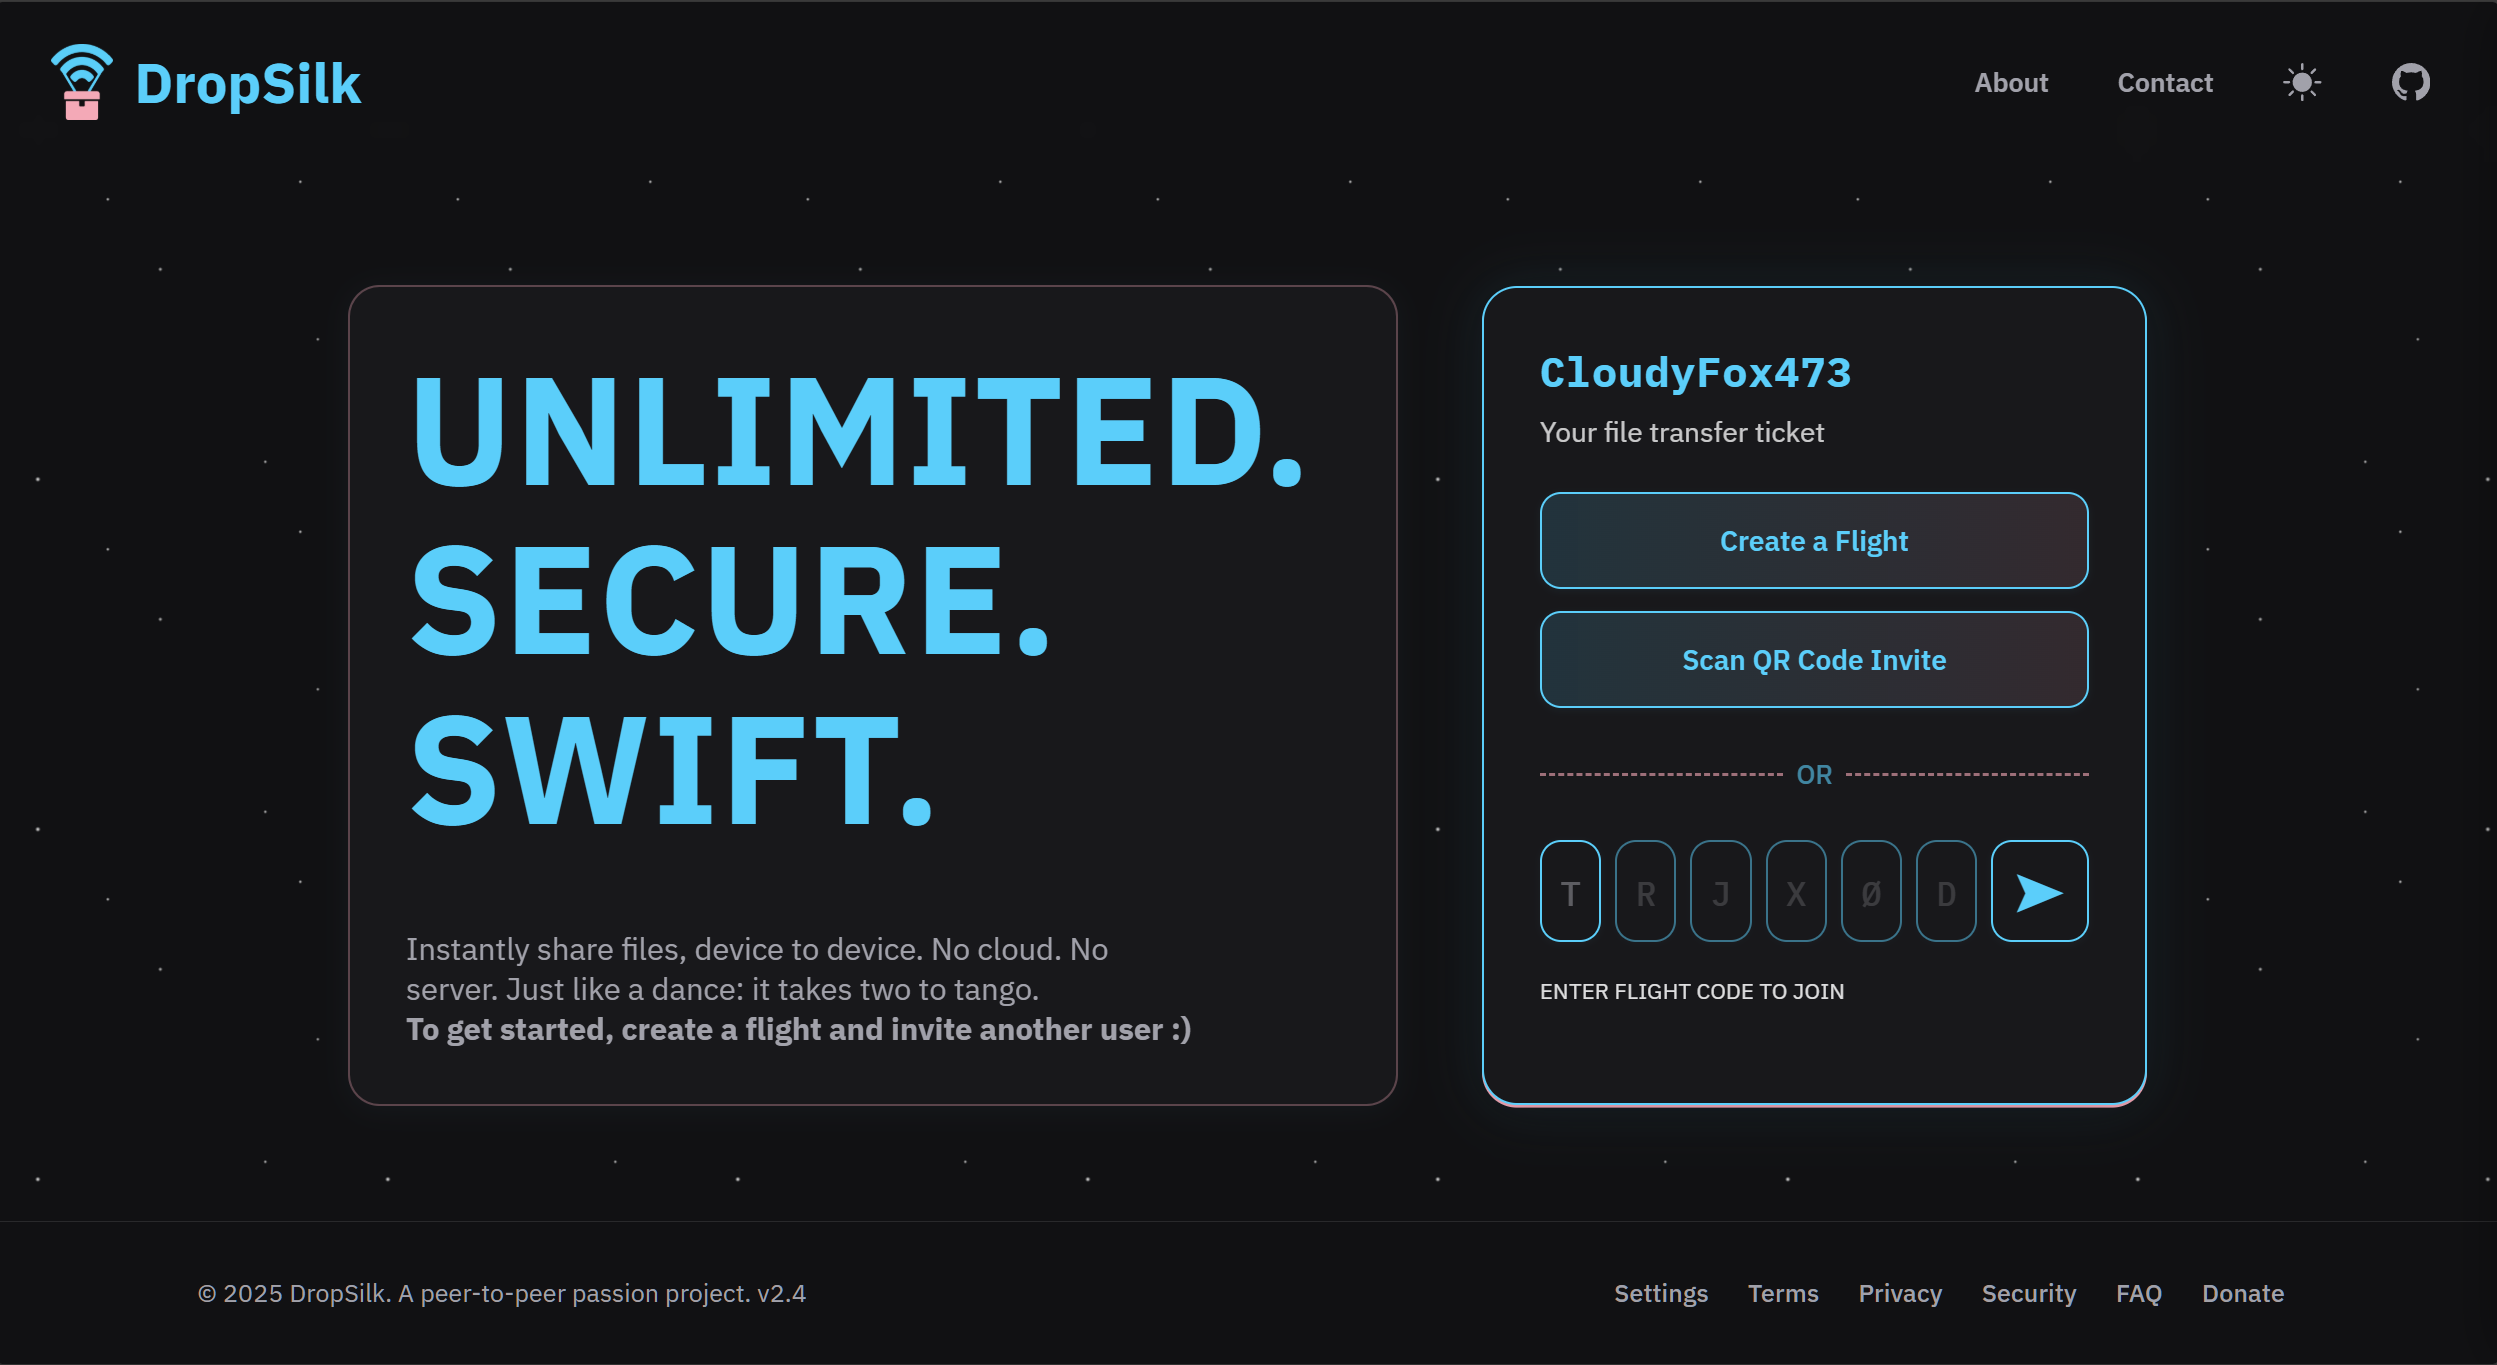 DropSilk
About
Contact
UNLIMITED.
SECURE.
SWIFT.
Instantly share files, device to device. No cloud. No
server. Just like a dance: it takes two to tango.
To get started, create a flight and invite another user :)
CloudyFox473
Your file transfer ticket
Create a Flight
Scan QR Code Invite
OR
T R J X 0 D
ENTER FLIGHT CODE TO JOIN
© 2025 DropSilk. A peer-to-peer passion project. v2.4
Settings
Terms
Privacy
Security
FAQ
Donate